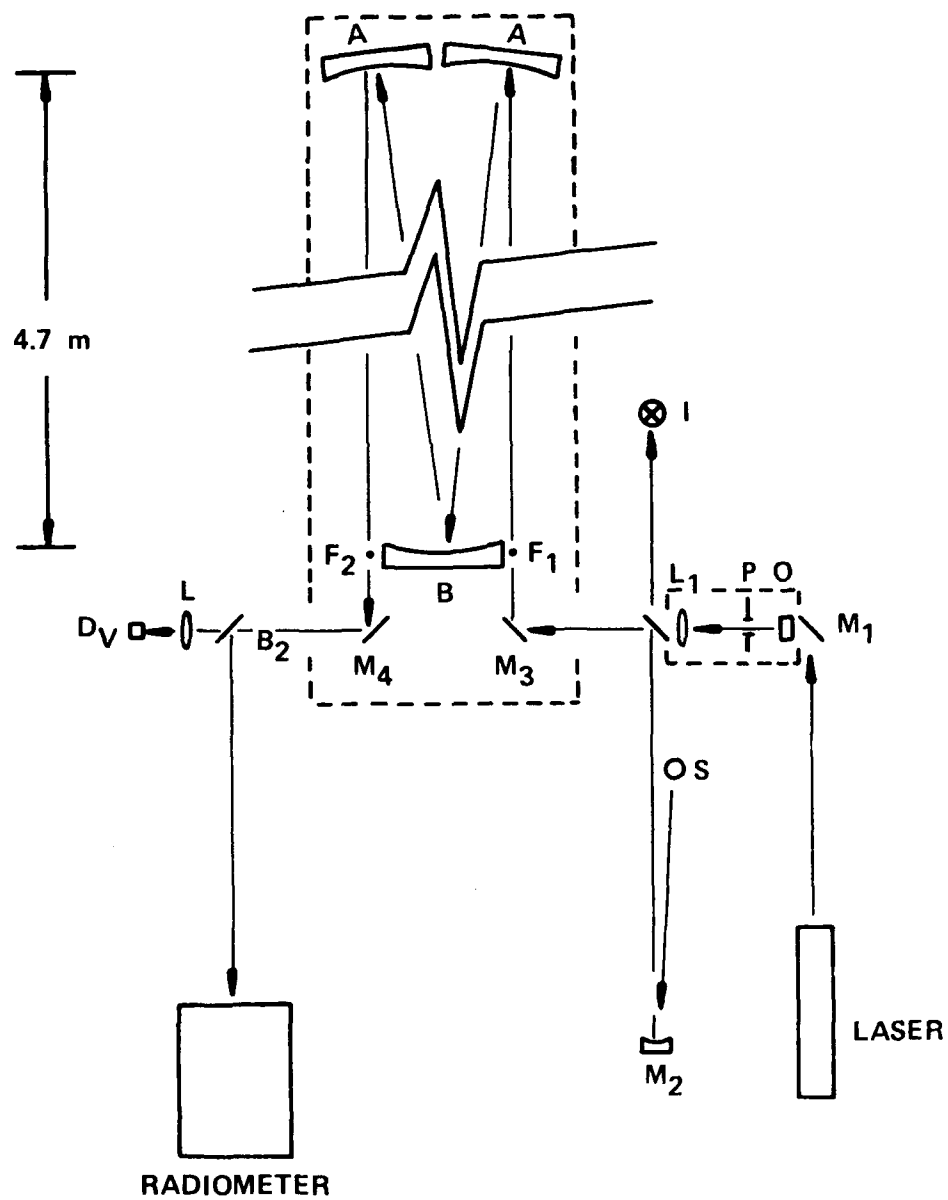 A A
4.7 m
I
F2 F1
B
L1 P O
L
DV B2 M1
M4 M3
S
LASER
M2
RADIOMETER